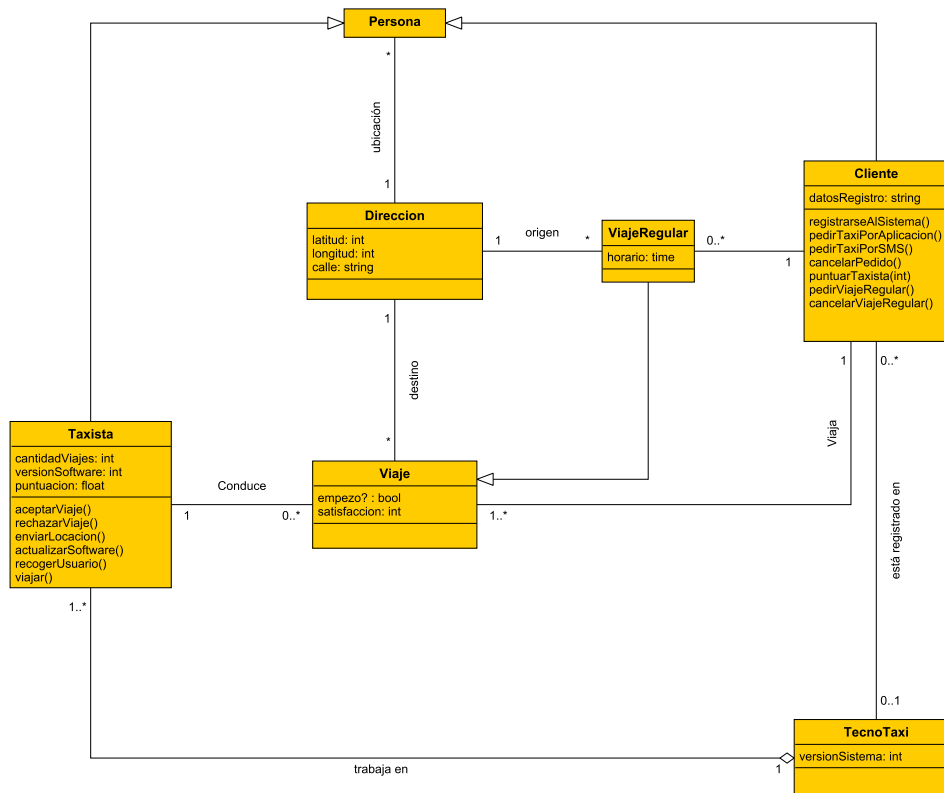 Persona
*
ubicación
1
Direccion
latitud: int
longitud: int
calle: string
1
origen
*
ViajeRegular
horario: time
0..*
1
Cliente
datosRegistro: string
registrarseAlSistema()
pedirTaxiPorAplicacion()
pedirTaxiPorSMS()
cancelarPedido()
puntuarTaxista(int)
pedirViajeRegular()
cancelarViajeRegular()
1
destino
*
1
Viaja
0..*
está registrado en
Taxista
cantidadViajes: int
versionSoftware: int
puntuacion: float
aceptarViaje()
rechazarViaje()
enviarLocacion()
actualizarSoftware()
recogerUsuario()
viajar()
Conduce
1
0..*
Viaje
empezo? : bool
satisfaccion: int
1..*
1..*
0..1
TecnoTaxi
versionSistema: int
trabaja en
1